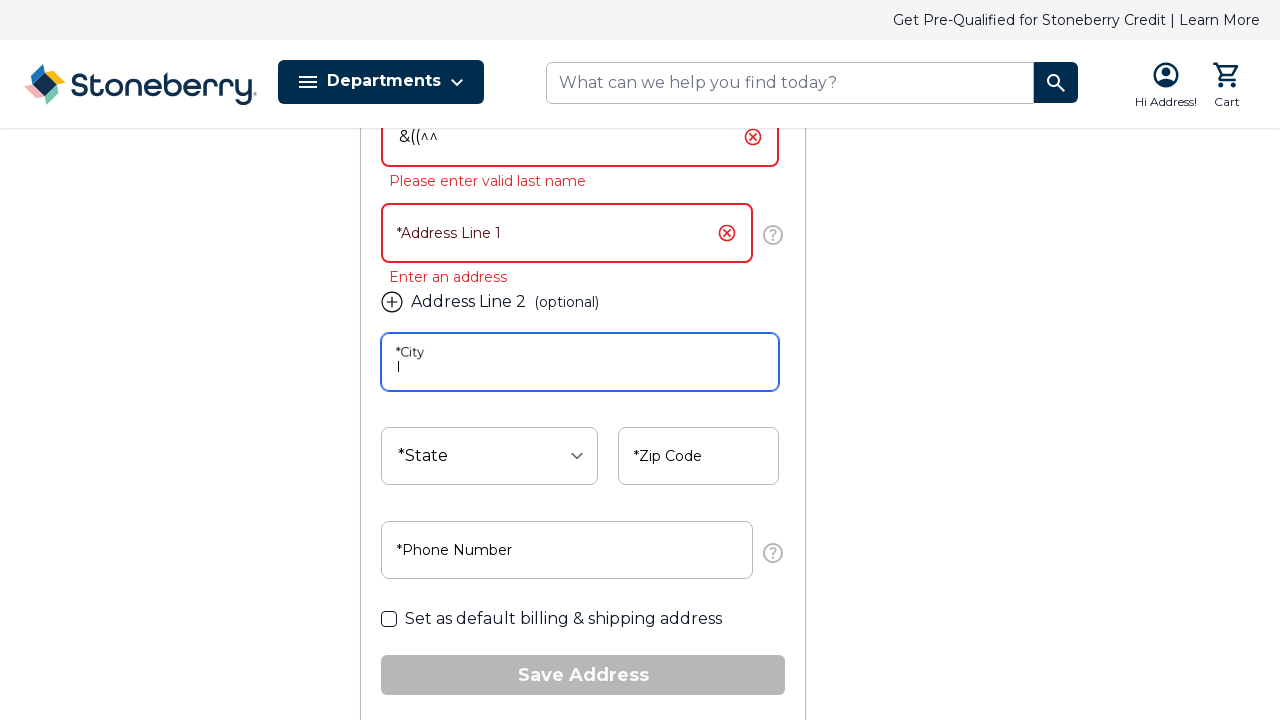 Get Pre-Qualified for Stoneberry Credit | Learn More
Stoneberry
Departments
What can we help you find today?
Hi Address!
Cart
&((^^
Please enter valid last name
*Address Line 1
Enter an address
Address Line 2 (optional)
*City
*State
*Zip Code
*Phone Number
Set as default billing & shipping address
Save Address